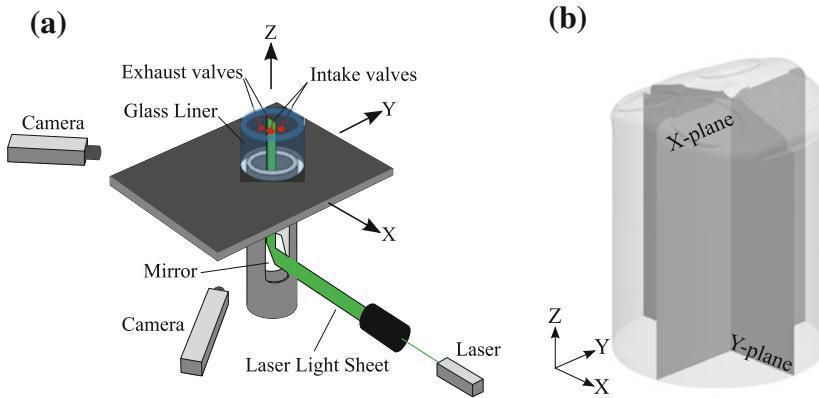 (a)
Z
Exhaust valves
Intake valves
Glass Liner
Y
Camera
X
Mirror
Camera
Laser Light Sheet
Laser
(b)
X-plane
Y-plane
Z
Y
X